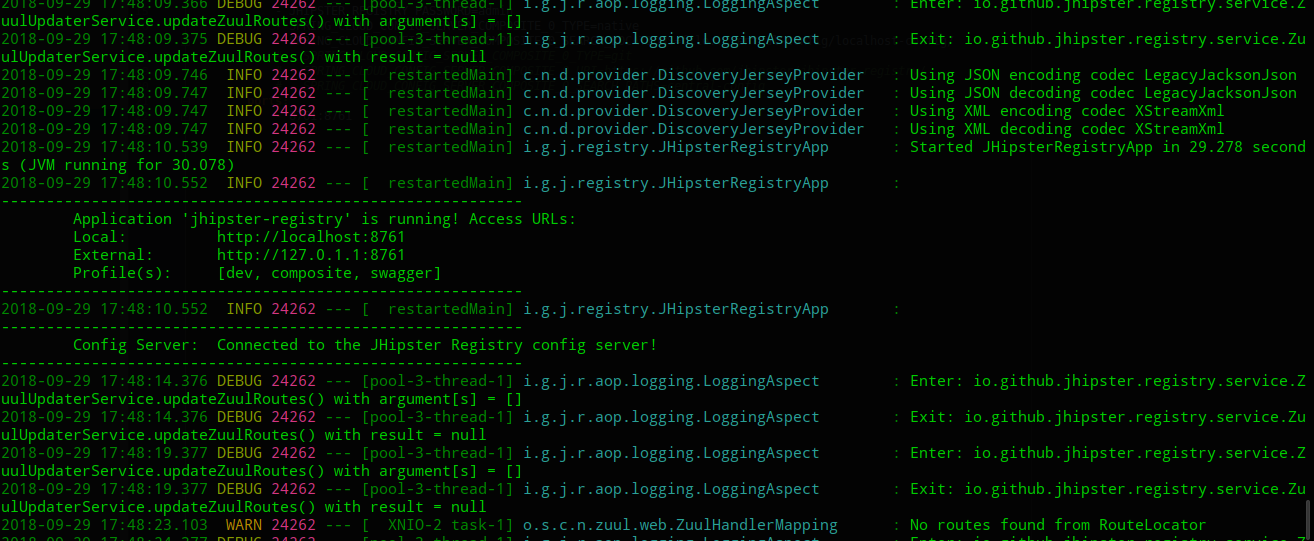 2018-09-29 17:48:09.366 DEBUG 24262 --- [pool-3-thread-1] i.g.j.r.aop.logging.LoggingAspect        : Enter: io.github.jhipster.registry.service.Z
uulUpdaterService.updateZuulRoutes() with argument[s] = []
2018-09-29 17:48:09.375 DEBUG 24262 --- [pool-3-thread-1] i.g.j.r.aop.logging.LoggingAspect        : Exit: io.github.jhipster.registry.service.Zu
ulUpdaterService.updateZuulRoutes() with result = null
2018-09-29 17:48:09.746  INFO 24262 --- [  restartedMain] c.n.d.provider.DiscoveryJerseyProvider   : Using JSON encoding codec LegacyJacksonJson
2018-09-29 17:48:09.747  INFO 24262 --- [  restartedMain] c.n.d.provider.DiscoveryJerseyProvider   : Using JSON decoding codec LegacyJacksonJson
2018-09-29 17:48:09.747  INFO 24262 --- [  restartedMain] c.n.d.provider.DiscoveryJerseyProvider   : Using XML encoding codec XStreamXml
2018-09-29 17:48:09.747  INFO 24262 --- [  restartedMain] c.n.d.provider.DiscoveryJerseyProvider   : Using XML decoding codec XStreamXml
2018-09-29 17:48:10.539  INFO 24262 --- [  restartedMain] i.g.j.registry.JHipsterRegistryApp       : Started JHipsterRegistryApp in 29.278 second
s (JVM running for 30.078)
2018-09-29 17:48:10.552  INFO 24262 --- [  restartedMain] i.g.j.registry.JHipsterRegistryApp       :
----------------------------------------------------------
Application 'jhipster-registry' is running! Access URLs:
Local:          http://localhost:8761
External:       http://127.0.1.1:8761
Profile(s):     [dev, composite, swagger]
----------------------------------------------------------
2018-09-29 17:48:10.552  INFO 24262 --- [  restartedMain] i.g.j.registry.JHipsterRegistryApp       :
----------------------------------------------------------
Config Server:  Connected to the JHipster Registry config server!
----------------------------------------------------------
2018-09-29 17:48:14.376 DEBUG 24262 --- [pool-3-thread-1] i.g.j.r.aop.logging.LoggingAspect        : Enter: io.github.jhipster.registry.service.Z
uulUpdaterService.updateZuulRoutes() with argument[s] = []
2018-09-29 17:48:14.376 DEBUG 24262 --- [pool-3-thread-1] i.g.j.r.aop.logging.LoggingAspect        : Exit: io.github.jhipster.registry.service.Zu
ulUpdaterService.updateZuulRoutes() with result = null
2018-09-29 17:48:19.377 DEBUG 24262 --- [pool-3-thread-1] i.g.j.r.aop.logging.LoggingAspect        : Enter: io.github.jhipster.registry.service.Z
uulUpdaterService.updateZuulRoutes() with argument[s] = []
2018-09-29 17:48:19.377 DEBUG 24262 --- [pool-3-thread-1] i.g.j.r.aop.logging.LoggingAspect        : Exit: io.github.jhipster.registry.service.Zu
ulUpdaterService.updateZuulRoutes() with result = null
2018-09-29 17:48:23.103  WARN 24262 --- [  XNIO-2 task-1] o.s.c.n.zuul.web.ZuulHandlerMapping      : No routes found from RouteLocator